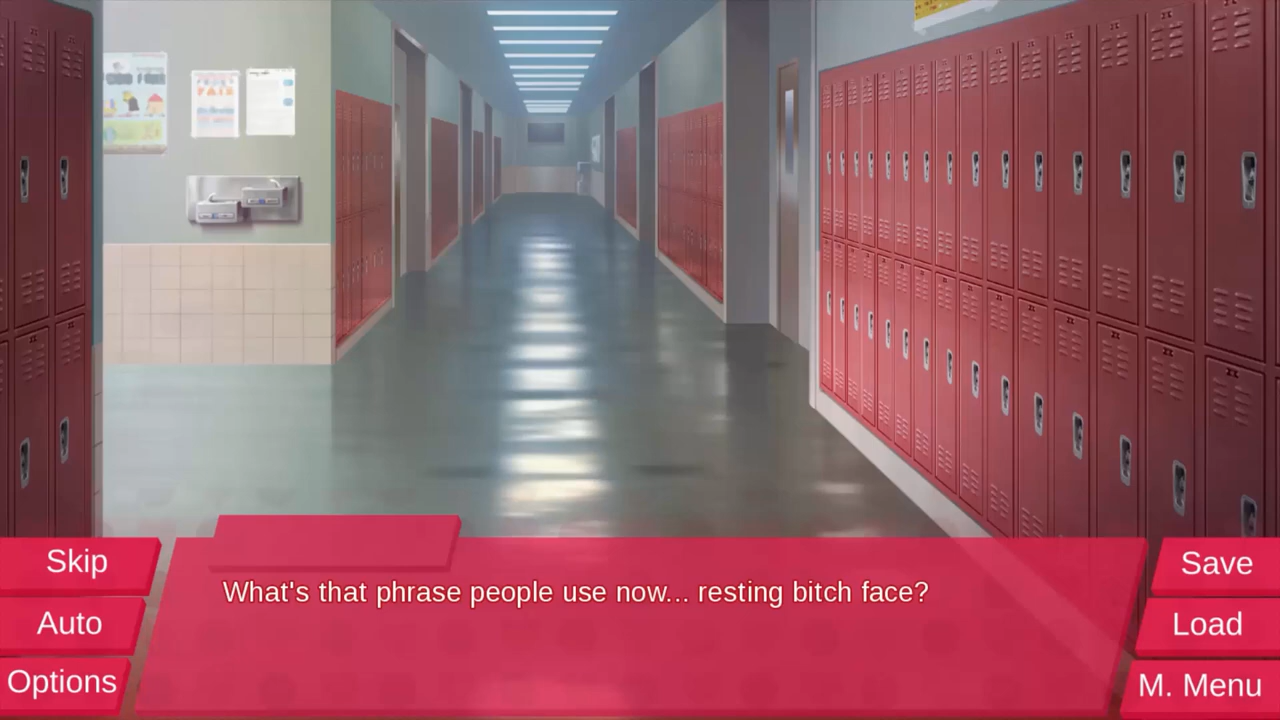 Skip
Auto
Options
What's that phrase people use now... resting bitch face?
Save
Load
M. Menu